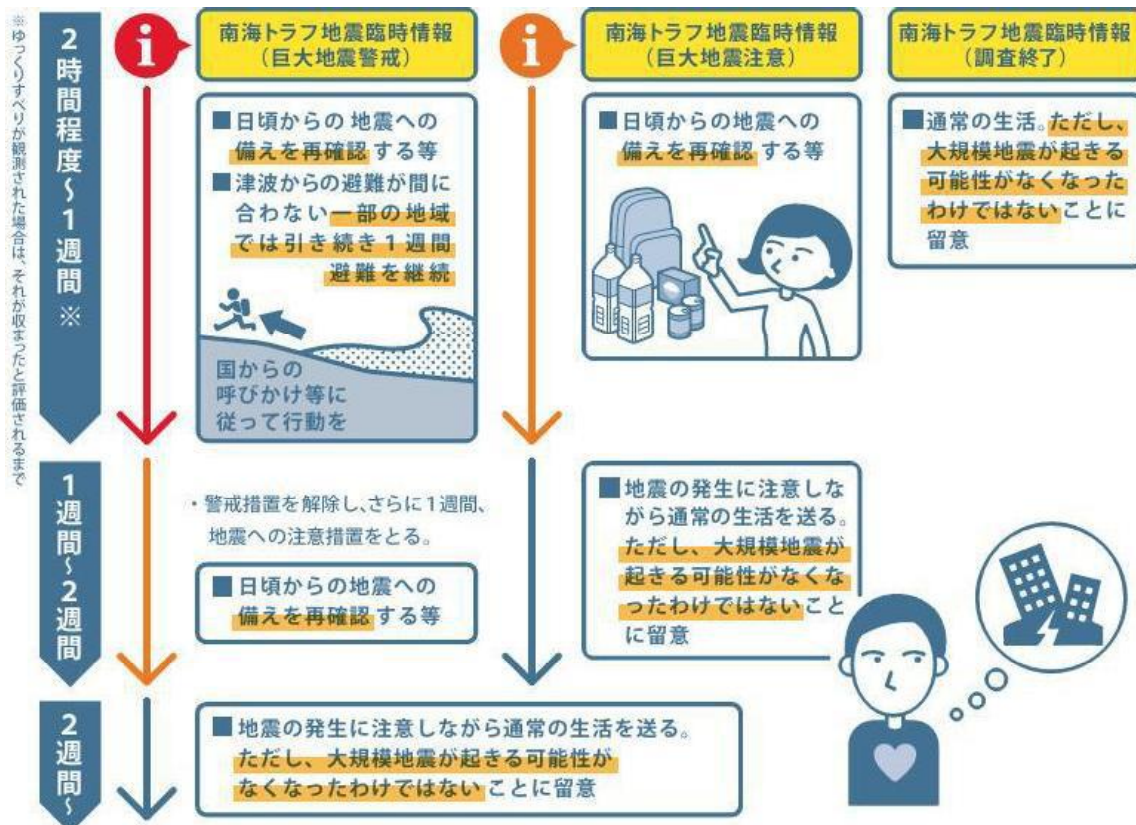 ※ゆっくりすべりが観測された場合は、それが収まったと評価されるまで
2時間程度〜1週間※
i
南海トラフ地震臨時情報
(巨大地震警戒)
■日頃からの地震への
備えを再確認する等
■津波からの避難が間に
合わない一部の地域
では引き続き1週間
避難を継続
国からの
呼びかけ等に
従って行動を
i
南海トラフ地震臨時情報
(巨大地震注意)
■日頃からの地震への
備えを再確認する等
南海トラフ地震臨時情報
(調査終了)
■通常の生活。ただし、
大規模地震が起きる
可能性がなくなった
わけではないことに
留意
1週間〜2週間
・警戒措置を解除し、さらに1週間、
地震への注意措置をとる。
■日頃からの地震への
備えを再確認する等
■地震の発生に注意しな
がら通常の生活を送る。
ただし、大規模地震が
起きる可能性がなくな
ったわけではないこと
に留意
2週間〜
■地震の発生に注意しながら通常の生活を送る。
ただし、大規模地震が起きる可能性が
なくなったわけではないことに留意